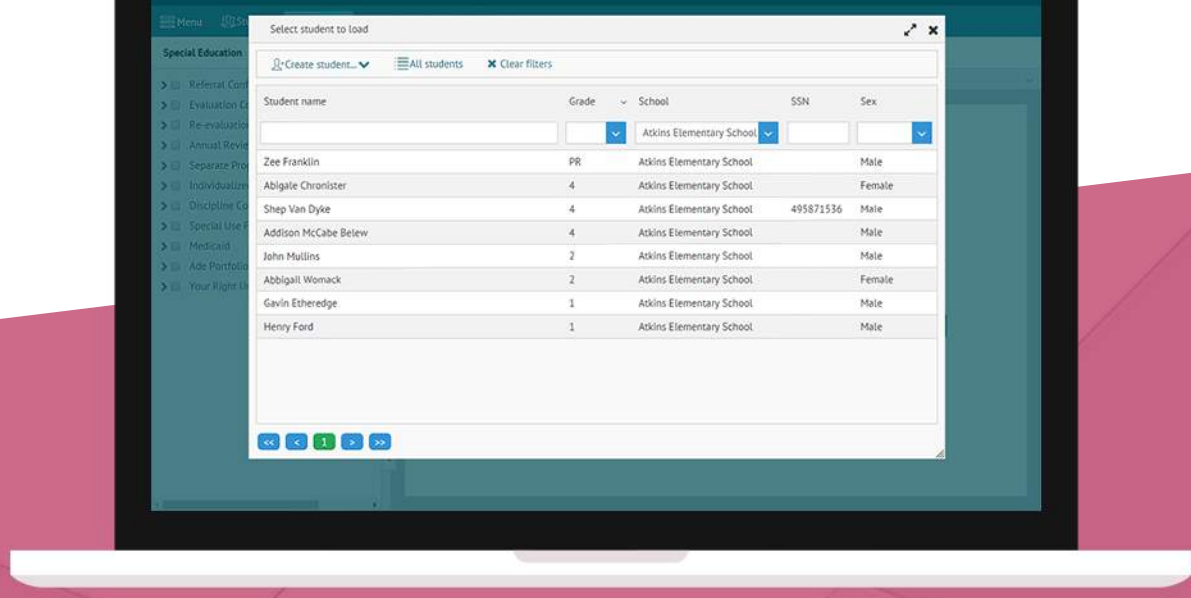 Menu
Select student to load
Special Education
Create student...
All students
Clear filters
Referral Conf
Evaluation Co
Re-evaluation
Annual Revie
Separate Pro
Individualize
Discipline Co
Special Use F
Medicaid
Ade Portfolio
Your Right
Student name Grade School SSN Sex
Atkins Elementary School
Zee Franklin PR Atkins Elementary School Male
Abigale Chronister 4 Atkins Elementary School Female
Shep Van Dyke 4 Atkins Elementary School 495871536 Male
Addison McCabe Belew 4 Atkins Elementary School Male
John Mullins 2 Atkins Elementary School Male
Abbigail Womack 2 Atkins Elementary School Female
Gavin Etheredge 1 Atkins Elementary School Male
Henry Ford 1 Atkins Elementary School Male
<< < 1 > >>